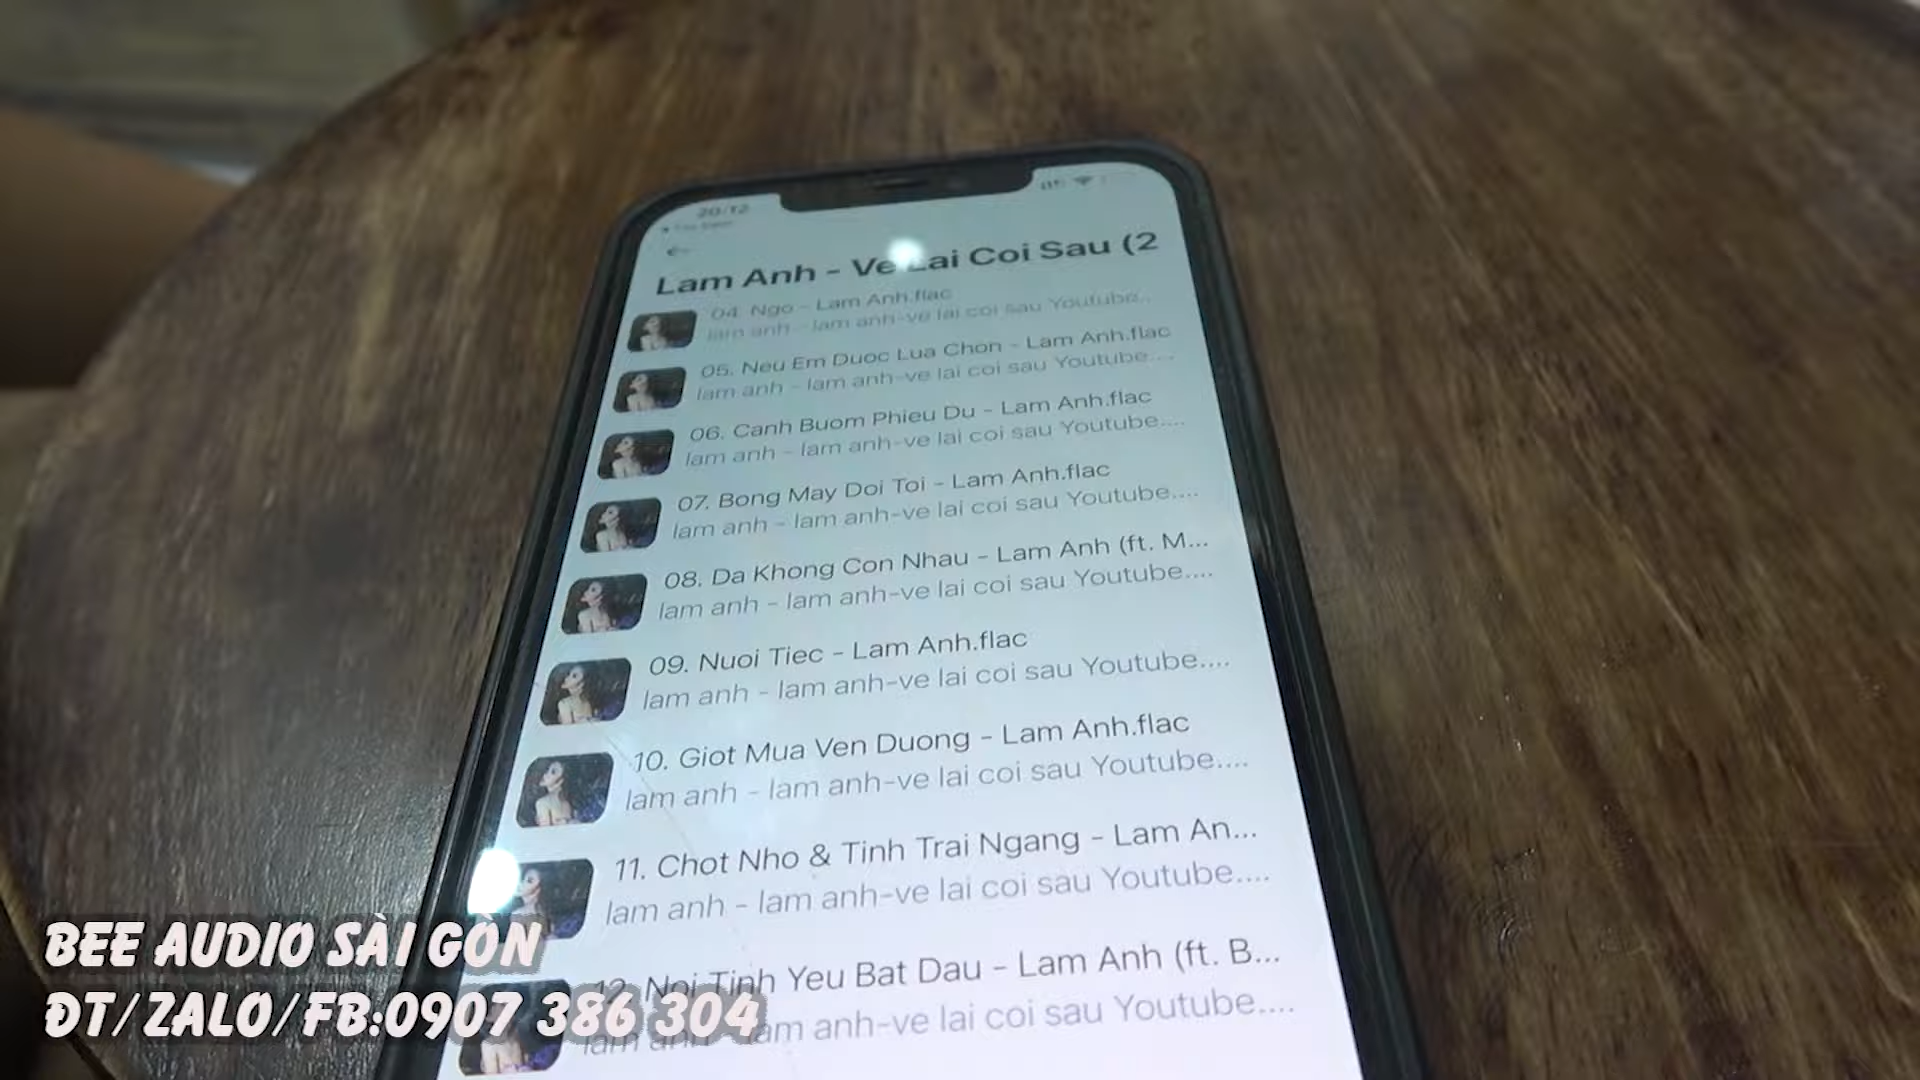 20:12
Lam Anh - Ve Lai Coi Sau (2
04. Ngo - Lam Anh.flac
lam anh - lam anh-ve lai coi sau Youtube...
05. Neu Em Duoc Lua Chon - Lam Anh.flac
lam anh - lam anh-ve lai coi sau Youtube....
06. Canh Buom Phieu Du - Lam Anh.flac
lam anh - lam anh-ve lai coi sau Youtube....
07. Bong May Doi Toi - Lam Anh.flac
lam anh - lam anh-ve lai coi sau Youtube....
08. Da Khong Con Nhau - Lam Anh (ft. M...
lam anh - lam anh-ve lai coi sau Youtube....
09. Nuoi Tiec - Lam Anh.flac
lam anh - lam anh-ve lai coi sau Youtube....
10. Giot Mua Ven Duong - Lam Anh.flac
lam anh - lam anh-ve lai coi sau Youtube....
11. Chot Nho & Tinh Trai Ngang - Lam An...
lam anh - lam anh-ve lai coi sau Youtube....
12. Noi Tinh Yeu Bat Dau - Lam Anh (ft. B...
lam anh - lam anh-ve lai coi sau Youtube....
BEE AUDIO SÀI GÒN
ĐT/ZALO/FB:0907 386 304